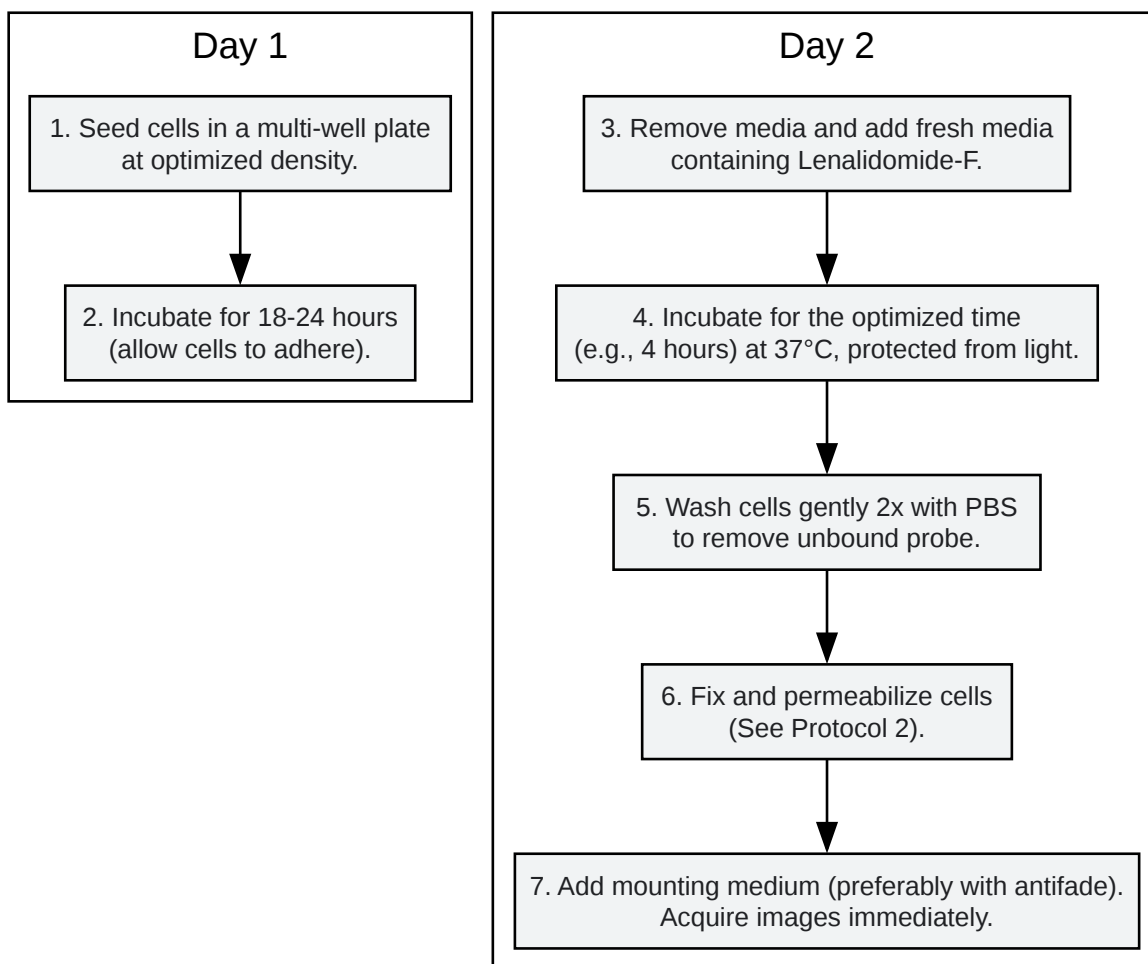 Day 1
1. Seed cells in a multi-well plate
at optimized density.
2. Incubate for 18-24 hours
(allow cells to adhere).
Day 2
3. Remove media and add fresh media
containing Lenalidomide-F.
4. Incubate for the optimized time
(e.g., 4 hours) at 37°C, protected from light.
5. Wash cells gently 2x with PBS
to remove unbound probe.
6. Fix and permeabilize cells
(See Protocol 2).
7. Add mounting medium (preferably with antifade).
Acquire images immediately.